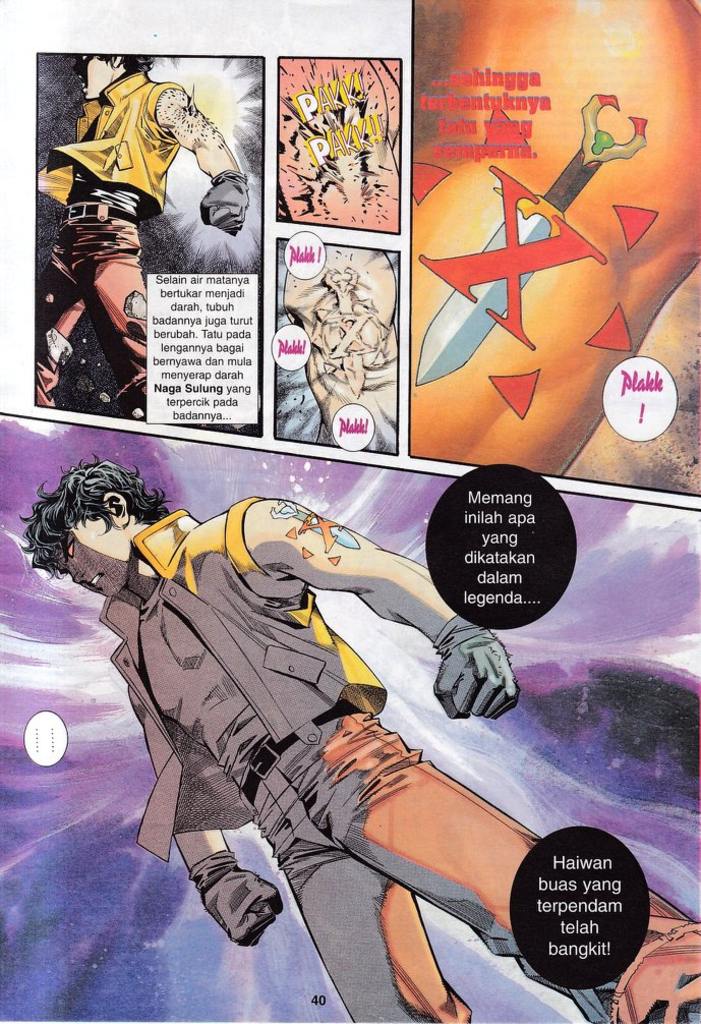 Selain air matanya
bertukar menjadi
darah, tubuh
badannya juga turut
berubah. Tatu pada
lengannya bagai
bernyawa dan mula
menyerap darah
Naga Sulung yang
terpercik pada
badannya...
PAKK!
PAKK!!
Plakk !
Plakk!
Plakk!
...sehingga
terbentuknya
tatu yang
sempurna.
Plakk
!
Memang
inilah apa
yang
dikatakan
dalam
legenda....
......
Haiwan
buas yang
terpendam
telah
bangkit!
40